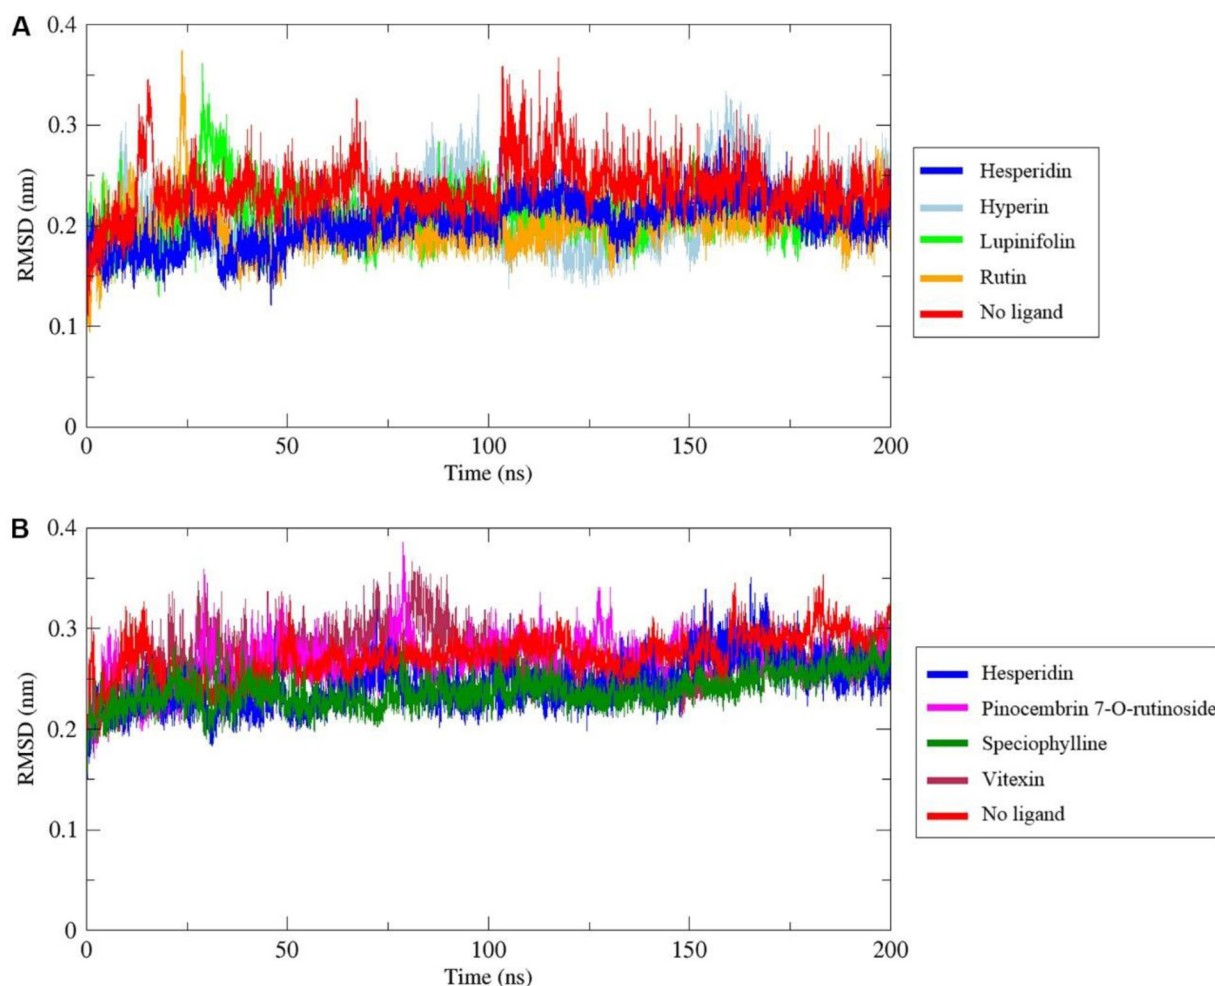 A
0.4
0.3
0.2
0.1
0
RMSD (nm)
0 50 100 150 200
Time (ns)
Hesperidin
Hyperin
Lupinifolin
Rutin
No ligand
B
0.4
0.3
0.2
0.1
0
RMSD (nm)
0 50 100 150 200
Time (ns)
Hesperidin
Pinocembrin 7-O-rutinoside
Speciophylline
Vitexin
No ligand